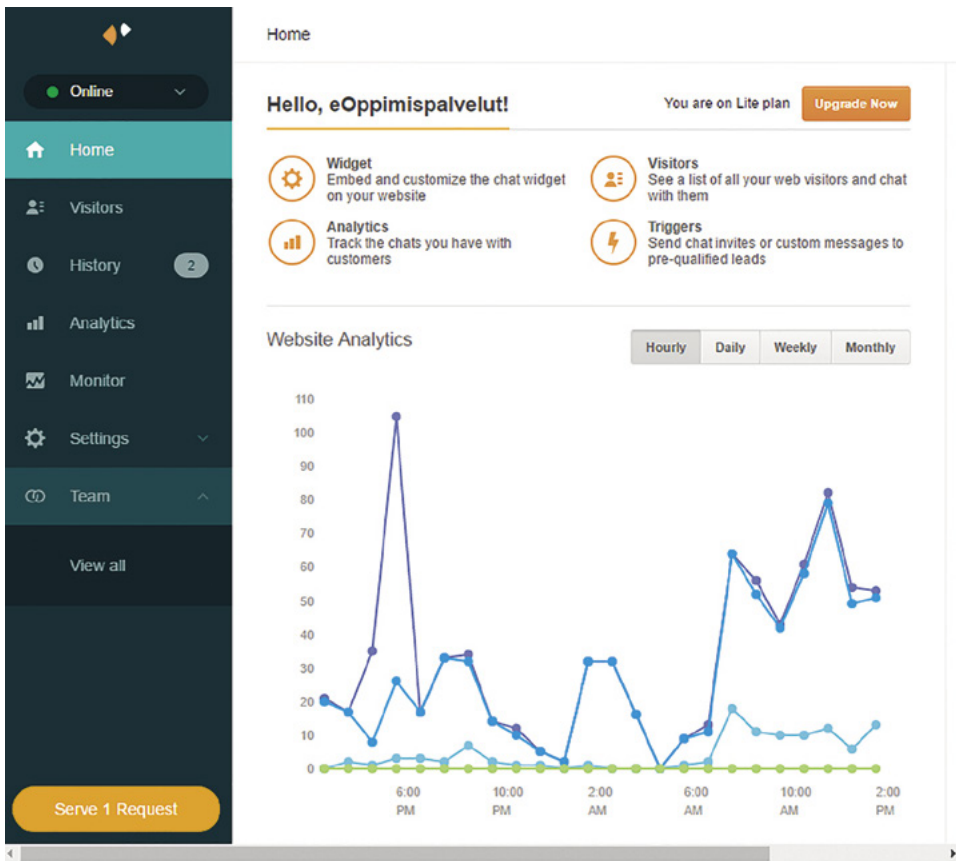 Online
Home
Visitors
History 2
Analytics
Monitor
Settings
Team
View all
Serve 1 Request
Home
Hello, eOppimispalvelut!
You are on Lite plan
Upgrade Now
Widget
Embed and customize the chat widget
on your website
Visitors
See a list of all your web visitors and chat
with them
Analytics
Track the chats you have with
customers
Triggers
Send chat invites or custom messages to
pre-qualified leads
Website Analytics
Hourly Daily Weekly Monthly
110
100
90
80
70
60
50
40
30
20
10
0
6:00 10:00 2:00 6:00 10:00 2:00
PM PM AM AM AM PM